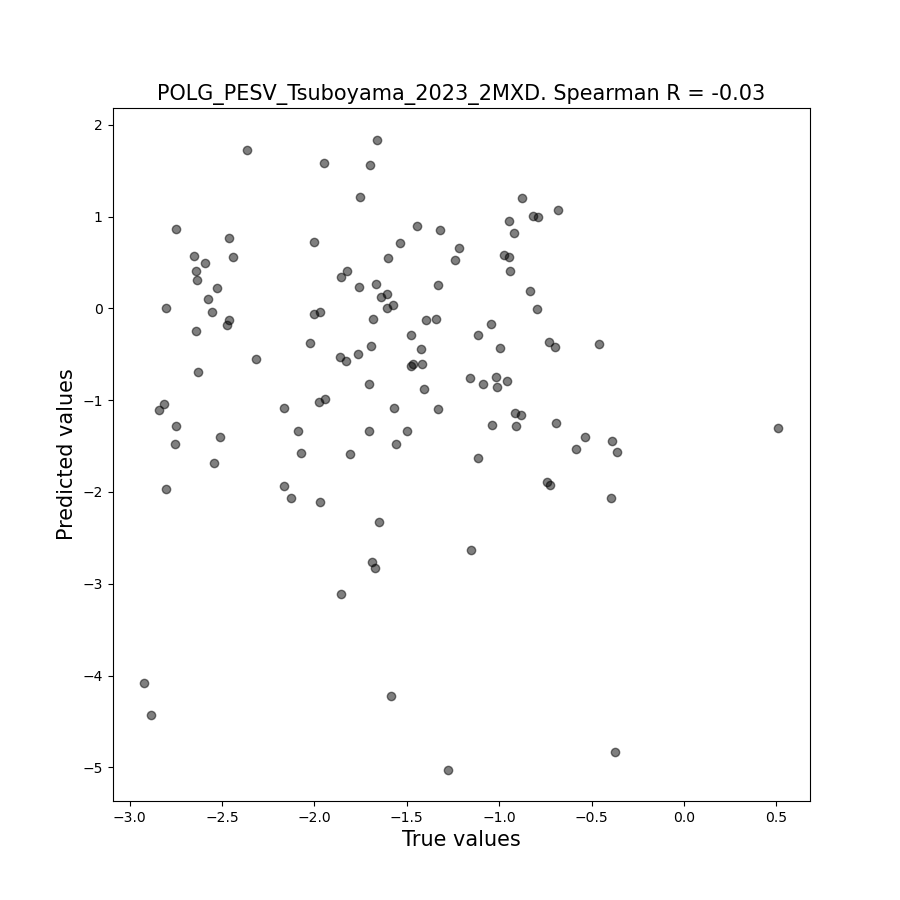 POLG_PESV_Tsuboyama_2023_2MXD. Spearman R = -0.03
2
1
0
−1
−2
−3
−4
−5
Predicted values
−3.0 −2.5 −2.0 −1.5 −1.0 −0.5 0.0 0.5
True values